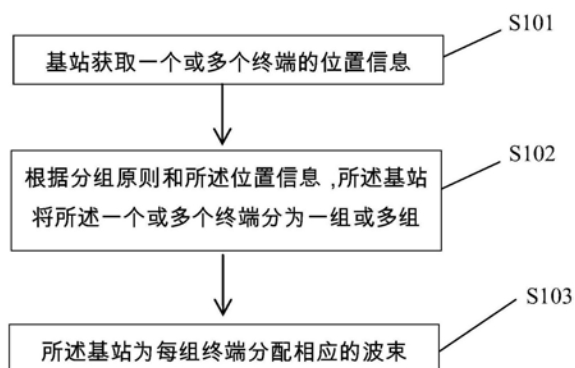 S101
基站获取一个或多个终端的位置信息
S102
根据分组原则和所述位置信息,所述基站
将所述一个或多个终端分为一组或多组
S103
所述基站为每组终端分配相应的波束